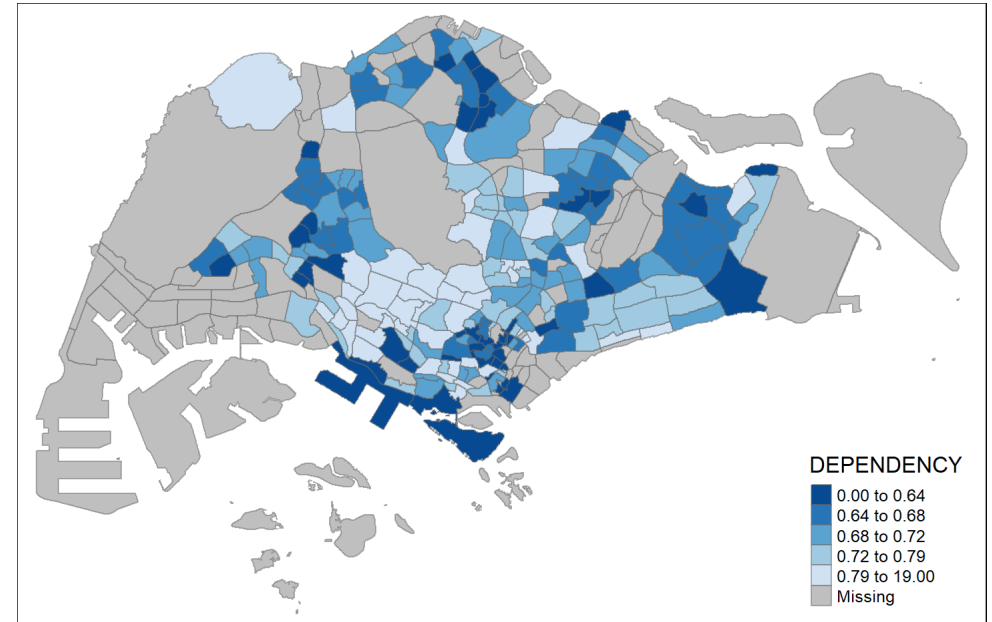 DEPENDENCY
0.00 to 0.64
0.64 to 0.68
0.68 to 0.72
0.72 to 0.79
0.79 to 19.00
Missing